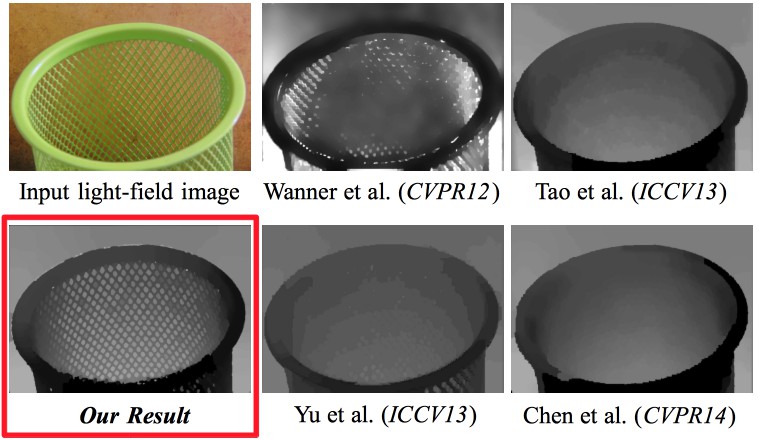 Input light-field image
Wanner et al. (CVPR12)
Tao et al. (ICCV13)
Our Result
Yu et al. (ICCV13)
Chen et al. (CVPR14)